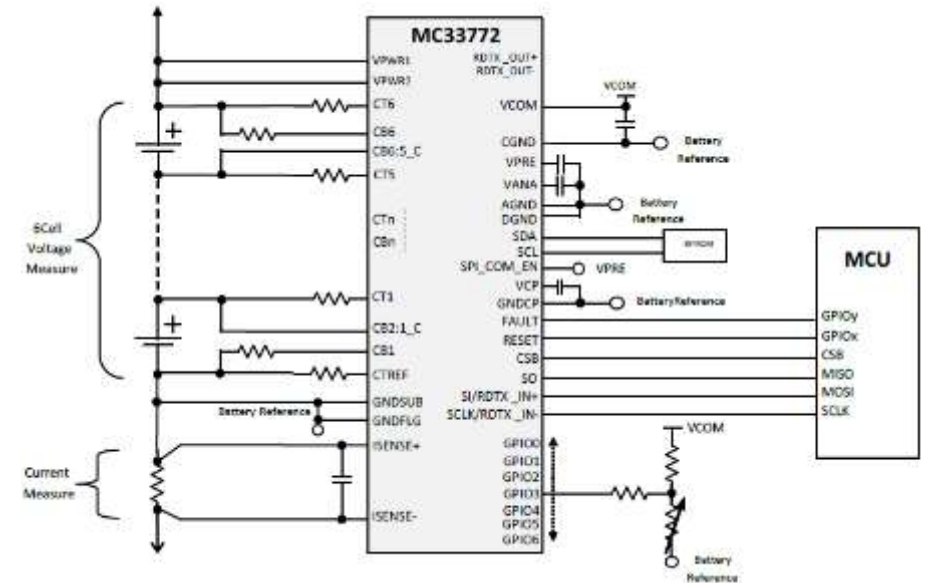 MC33772
VPWR1
VPWR2
CT6
CB6
CB6:5_C
CT5
CTn
CBn
CT1
CB2:1_C
CB1
CTREF
GNDSUB
GNDFLG
ISENSE+
ISENSE-
RDTX_OUT+
RDTX_OUT-
VCOM
CGND
VPRE
VANA
AGND
DGND
SDA
SCL
SPI_COM_EN
VCP
GNDCP
FAULT
RESET
CSB
SO
SI/RDTX_IN+
SCLK/RDTX_IN-
GPIO0
GPIO1
GPIO2
GPIO3
GPIO4
GPIO5
GPIO6
6Cell
Voltage
Measure
Battery Reference
Current
Measure
VCOM
Battery
Reference
Battery
Reference
VPRE
BatteryReference
MCU
GPIOy
GPIOx
CSB
MISO
MOSI
SCLK
VCOM
Battery
Reference